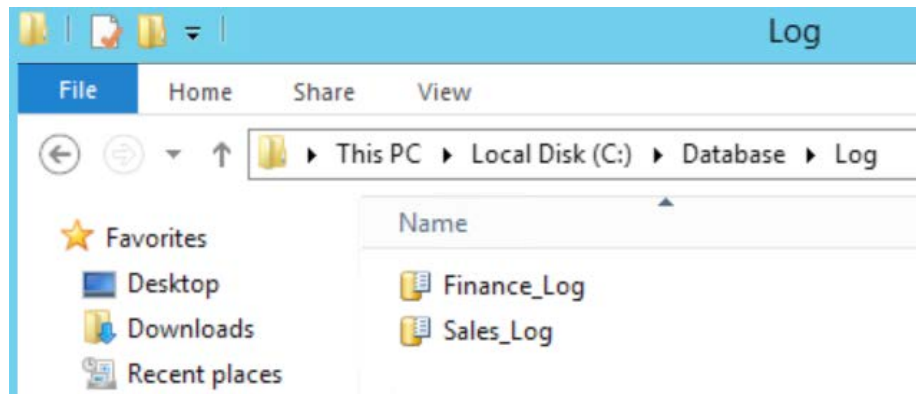 Log
File Home Share View
This PC Local Disk (C:) Database Log
Name
Favorites
Desktop
Downloads
Recent places
Finance_Log
Sales_Log